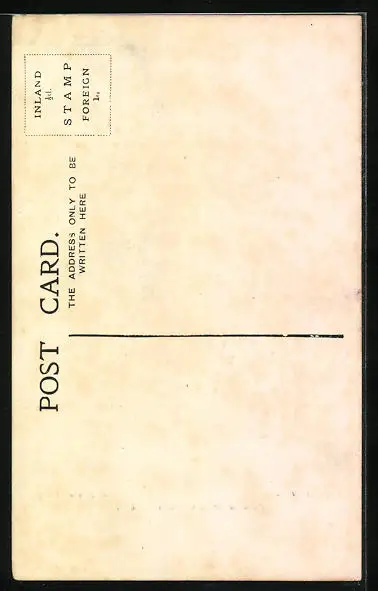 POST CARD.
THE ADDRESS ONLY TO BE
WRITTEN HERE
INLAND
½d.
STAMP
FOREIGN
1d.